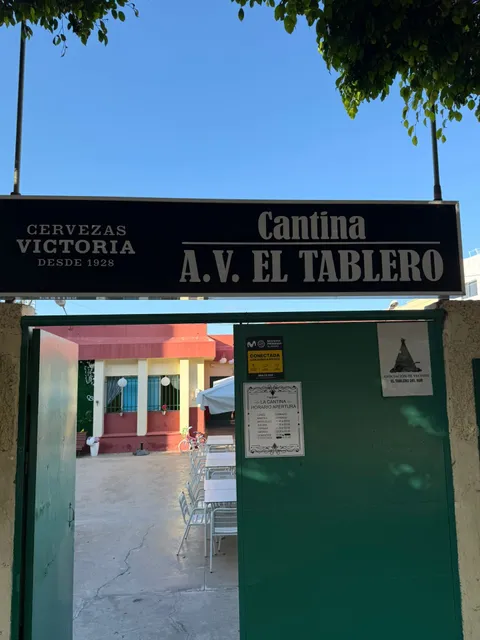 CERVEZAS
VICTORIA
DESDE 1928
Cantina
A.V. EL TABLERO
CONECTADA
LA CANTINA
HORARIO APERTURA
ASOCIACIÓN DE VECINOS
EL TABLERO DEL SUR